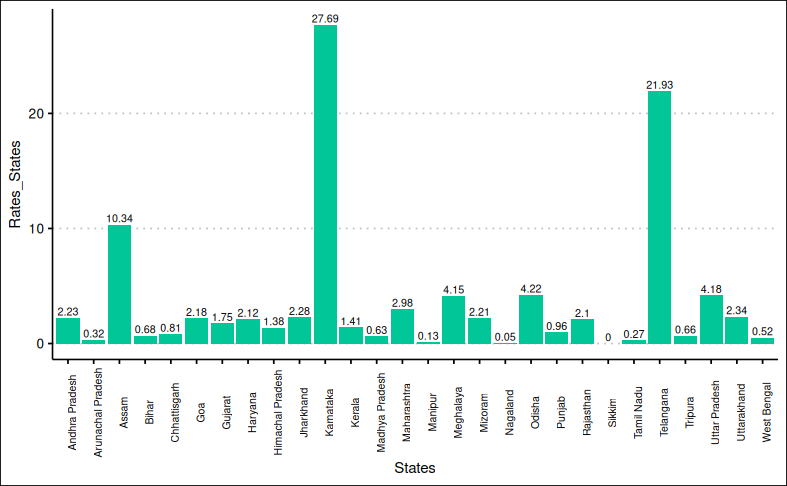 27.69
21.93
20
10.34
10
4.15
4.22
4.18
2.98
2.23
0.32
0.68
0.81
2.18
1.75
2.12
1.38
2.28
1.41
0.63
0.13
2.21
0.05
0.96
2.1
0
0.27
0.66
2.34
0.52
0
Rates_States
Andhra Pradesh
Arunachal Pradesh
Assam
Bihar
Chhattisgarh
Goa
Gujarat
Haryana
Himachal Pradesh
Jharkhand
Karnataka
Kerala
Madhya Pradesh
Maharashtra
Manipur
Meghalaya
Mizoram
Nagaland
Odisha
Punjab
Rajasthan
Sikkim
Tamil Nadu
Telangana
Tripura
Uttar Pradesh
Uttarakhand
West Bengal
States